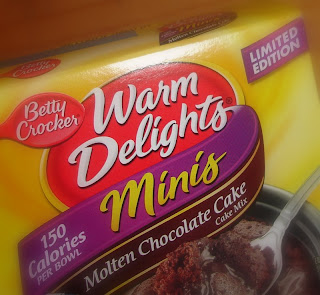 LIMITED
EDITION
Betty
Crocker
Warm
Delights
Minis
150
Calories
PER BOWL
Molten Chocolate Cake
Cake Mix